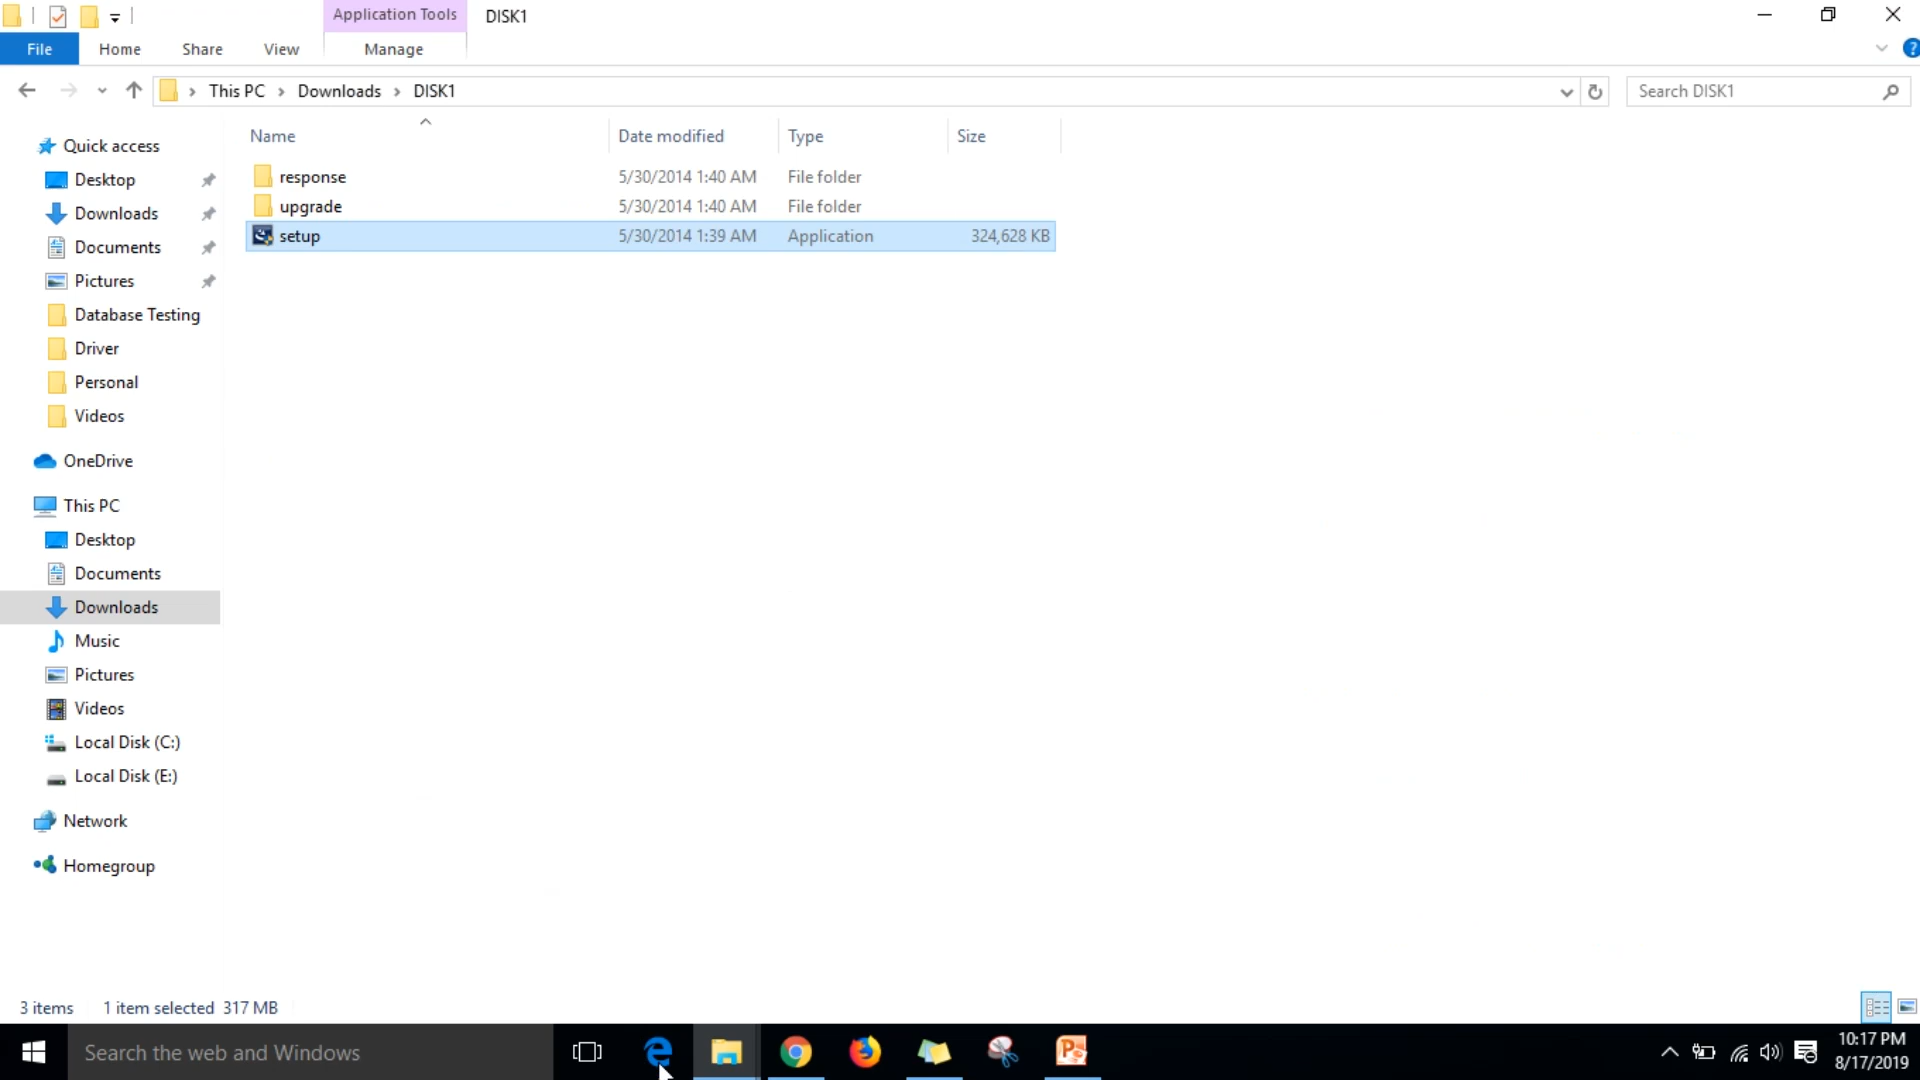 Application Tools DISK1
File Home Share View Manage
This PC Downloads DISK1 Search DISK1
Name Date modified Type Size
Quick access
Desktop
Downloads
Documents
Pictures
Database Testing
Driver
Personal
Videos
OneDrive
This PC
Desktop
Documents
Downloads
Music
Pictures
Videos
Local Disk (C:)
Local Disk (E:)
Network
Homegroup
response 5/30/2014 1:40 AM File folder
upgrade 5/30/2014 1:40 AM File folder
setup 5/30/2014 1:39 AM Application 324,628 KB
3 items 1 item selected 317 MB
Search the web and Windows
10:17 PM
8/17/2019